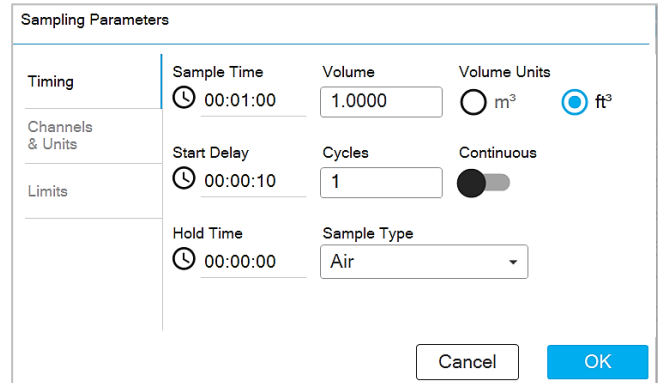 Sampling Parameters
Timing
Channels
& Units
Limits
Sample Time Volume Volume Units
00:01:00 1.0000 m³ ft³
Start Delay Cycles Continuous
00:00:10 1
Hold Time Sample Type
00:00:00 Air
Cancel OK